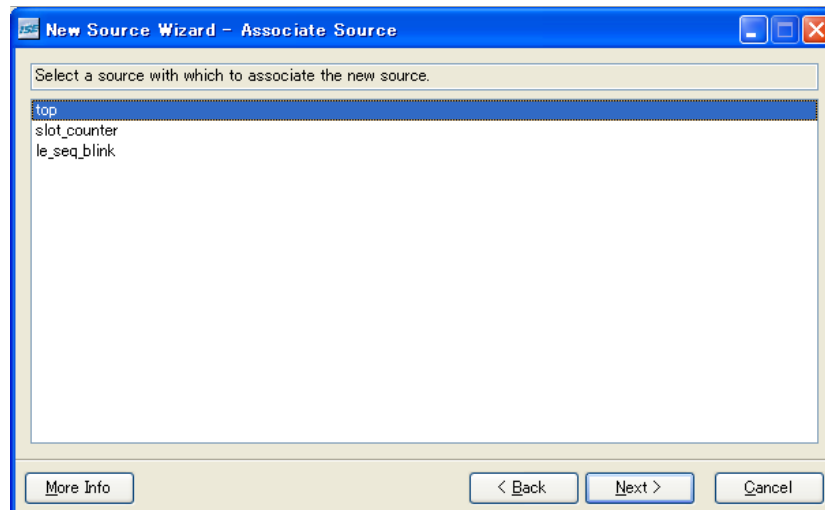 ISE New Source Wizard - Associate Source
Select a source with which to associate the new source.
top
slot_counter
le_seq_blink
More Info
< Back
Next >
Cancel